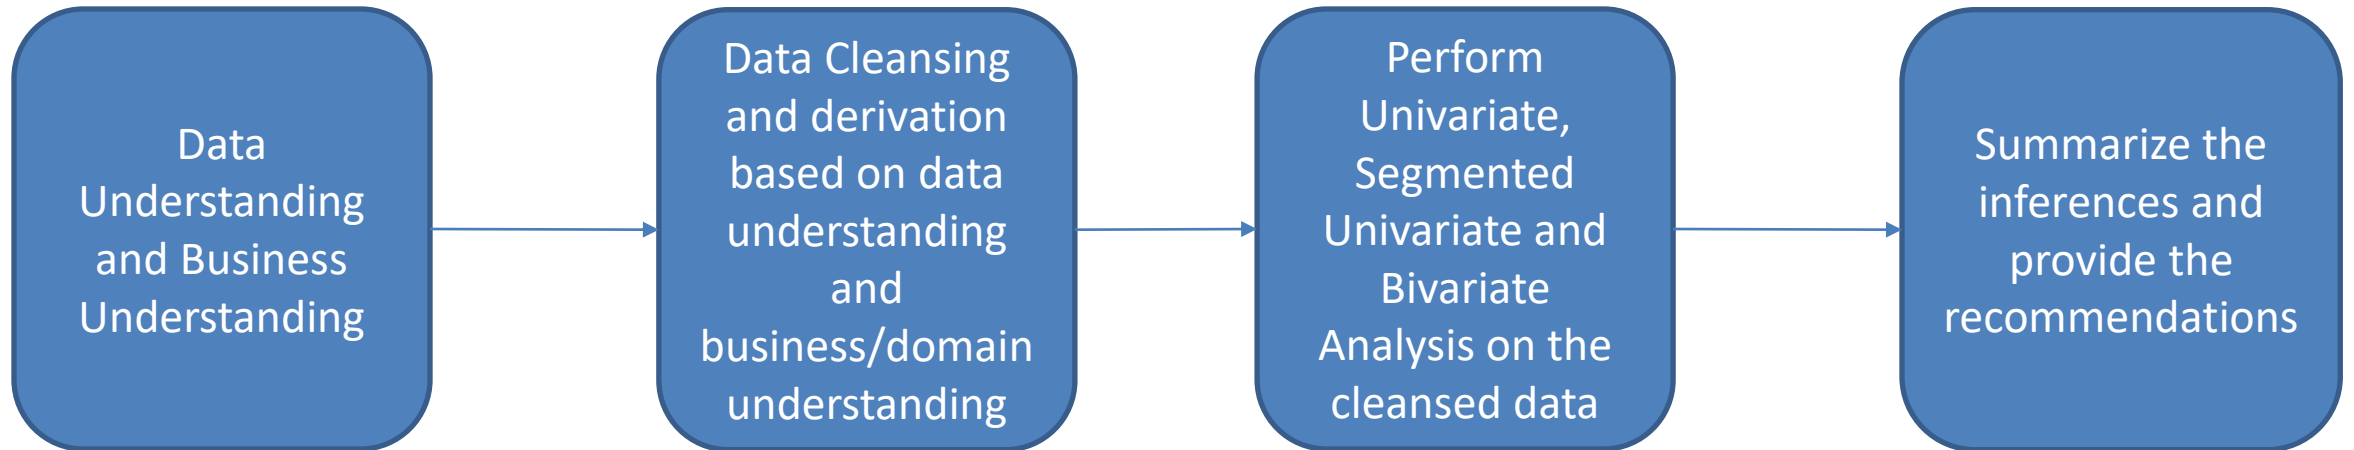 Data
Understanding
and Business
Understanding
Data Cleansing
and derivation
based on data
understanding
and
business/domain
understanding
Perform
Univariate,
Segmented
Univariate and
Bivariate
Analysis on the
cleansed data
Summarize the
inferences and
provide the
recommendations